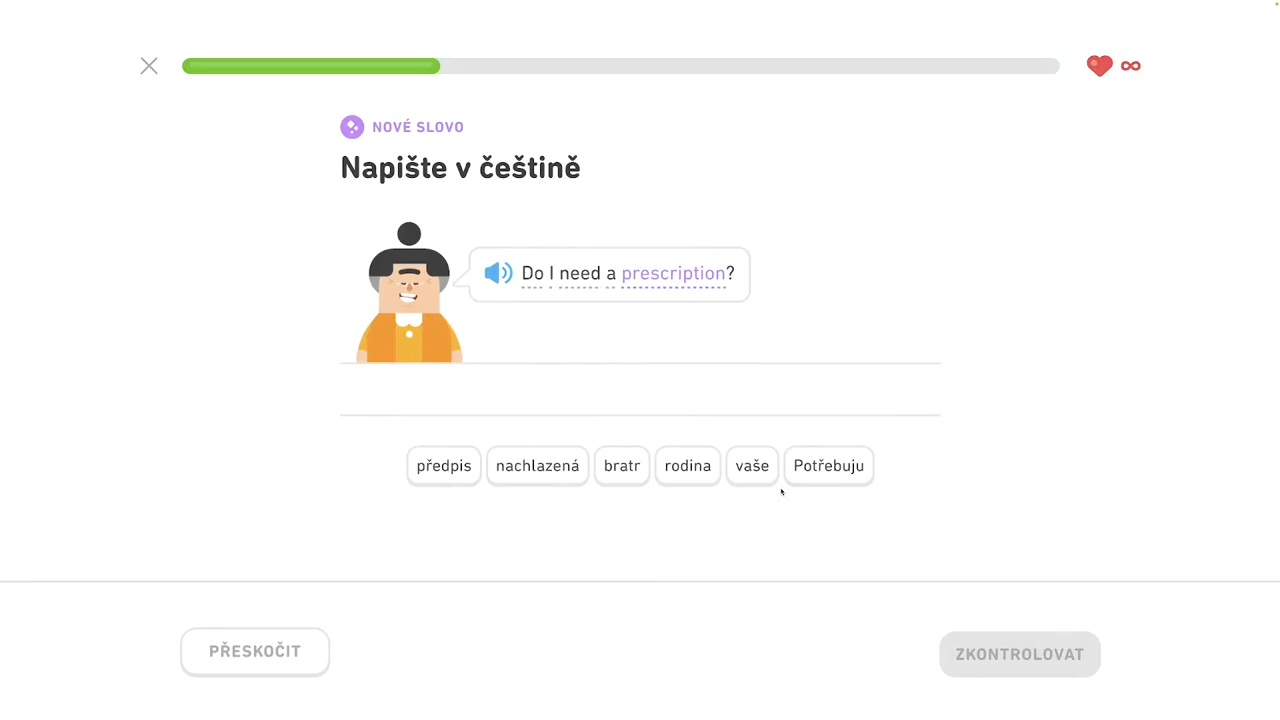 NOVÉ SLOVO
Napište v češtině
Do I need a prescription?
předpis nachlazená bratr rodina vaše Potřebuju
PŘESKOČIT ZKONTROLOVAT